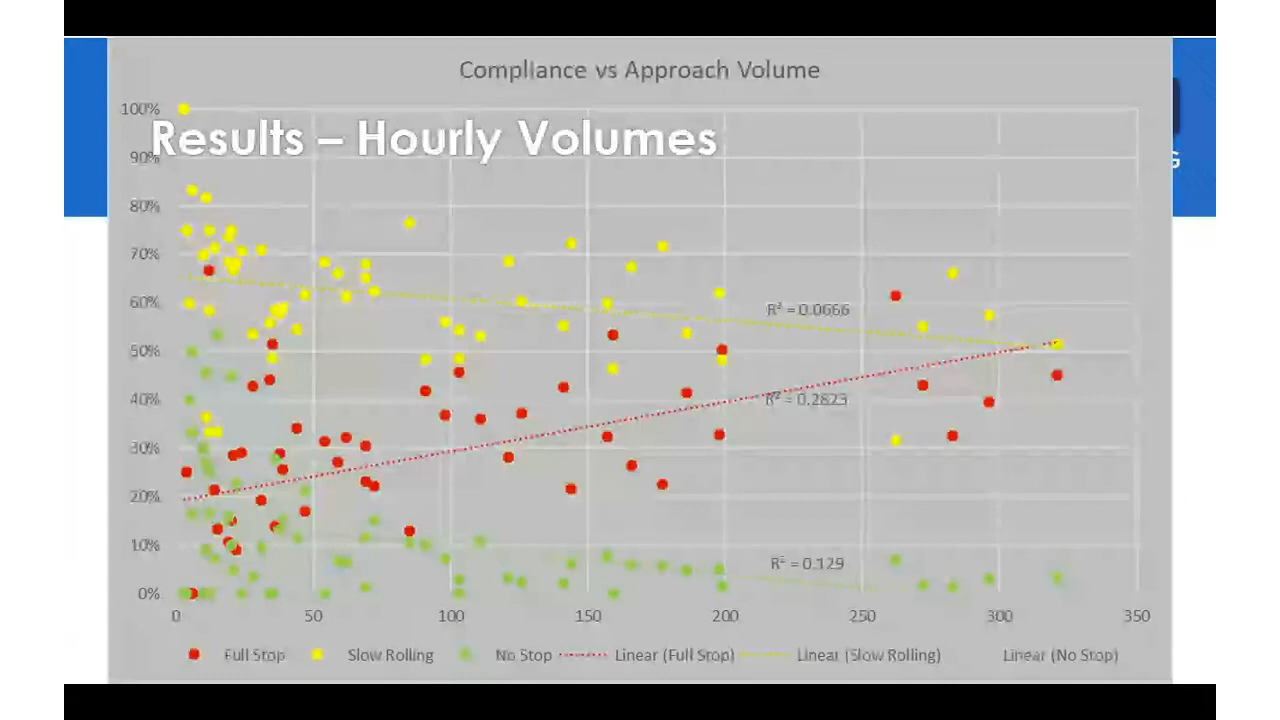 Compliance vs Approach Volume
Results – Hourly Volumes
100%
90%
80%
70%
60%
50%
40%
30%
20%
10%
0%
R² = 0.0666
R² = 0.2823
R² = 0.129
0 50 100 150 200 250 300 350
Full Stop Slow Rolling No Stop Linear (Full Stop) Linear (Slow Rolling) Linear (No Stop)
G